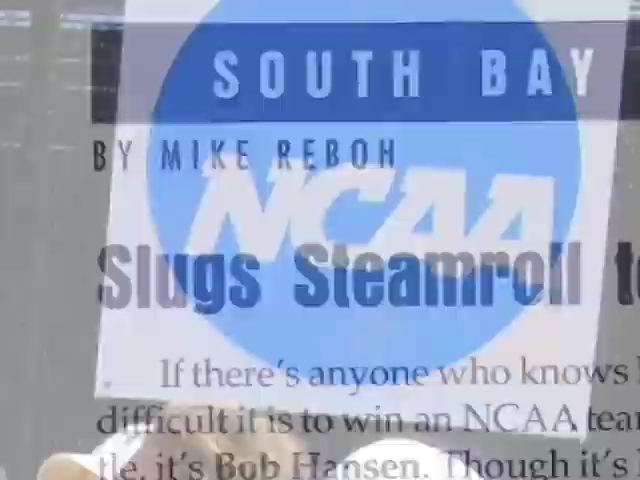 SOUTH BAY
BY MIKE REBOH
NCAA
Slugs Steamroll
If there's anyone who knows
difficult it is to win an NCAA
tle, it's Bob Hansen. Though it's